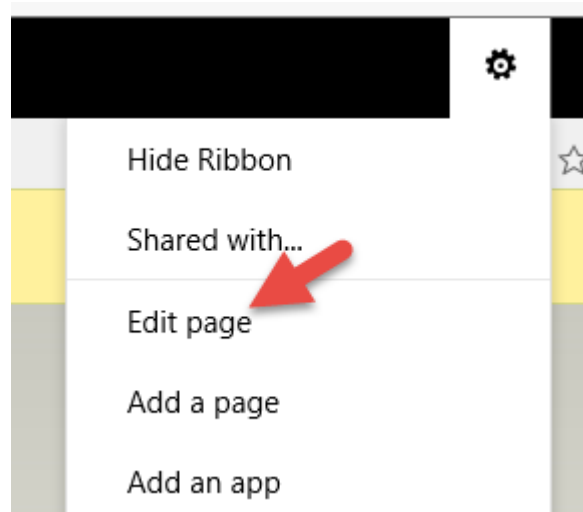 Hide Ribbon
Shared with...
Edit page
Add a page
Add an app